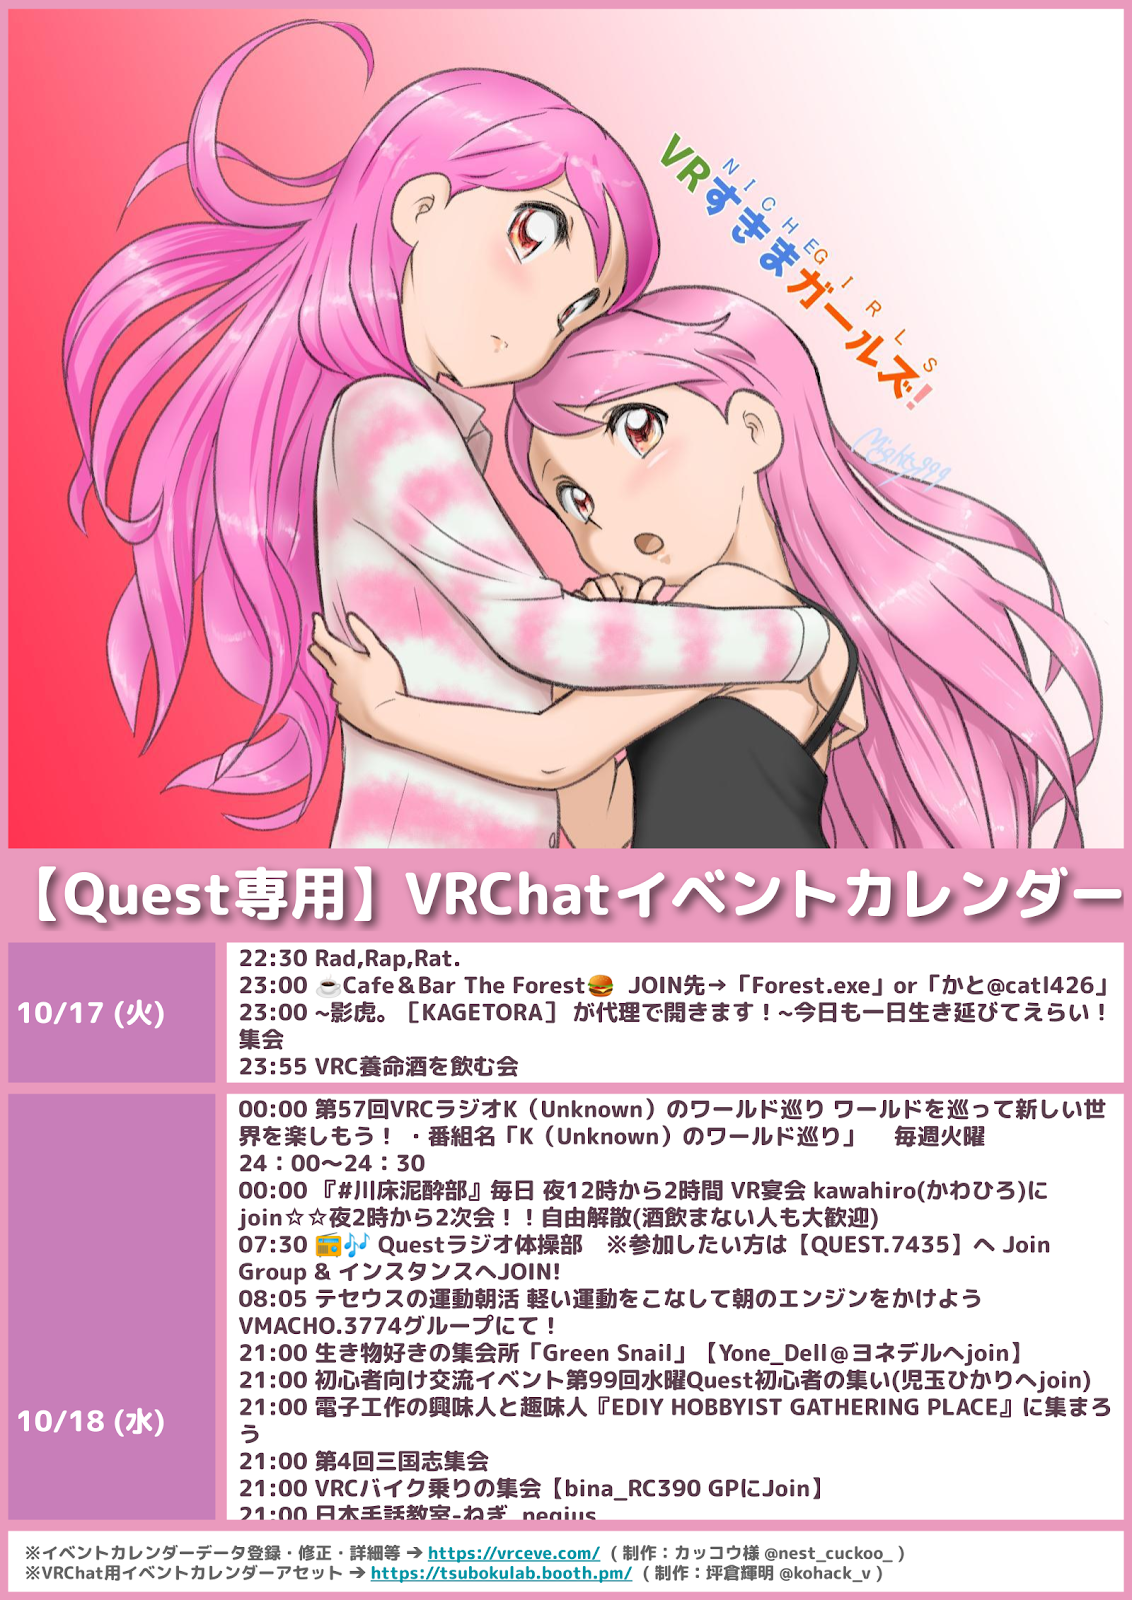 VRすきまガールズ!
NICHE GIRLS
Mighty999
【Quest専用】VRChatイベントカレンダー
10/17 (火)
22:30 Rad,Rap,Rat.
23:00 ☕Cafe＆Bar The Forest🍔 JOIN先→「Forest.exe」or「かと@catl426」
23:00 ~影虎。［KAGETORA］ が代理で開きます！~今日も一日生き延びてえらい！
集会
23:55 VRC養命酒を飲む会
10/18 (水)
00:00 第57回VRCラジオK（Unknown）のワールド巡り ワールドを巡って新しい世
界を楽しもう！ ・番組名「K（Unknown）のワールド巡り」　毎週火曜
24：00〜24：30
00:00 『#川床泥酔部』毎日 夜12時から2時間 VR宴会 kawahiro(かわひろ)に
join☆☆夜2時から2次会！！自由解散(酒飲まない人も大歓迎)
07:30 📻🎶 Questラジオ体操部　※参加したい方は【QUEST.7435】へ Join
Group & インスタンスへJOIN!
08:05 テセウスの運動朝活 軽い運動をこなして朝のエンジンをかけよう
VMACHO.3774グループにて！
21:00 生き物好きの集会所「Green Snail」【Yone_Dell＠ヨネデルへjoin】
21:00 初心者向け交流イベント第99回水曜Quest初心者の集い(児玉ひかりへjoin)
21:00 電子工作の興味人と趣味人『EDIY HOBBYIST GATHERING PLACE』に集まろ
う
21:00 第4回三国志集会
21:00 VRCバイク乗りの集会【bina_RC390 GPにJoin】
21:00 日本手話教室-ねぎ_negius
※イベントカレンダーデータ登録・修正・詳細等 ➔ https://vrceve.com/ ( 制作：カッコウ様 @nest_cuckoo_ )
※VRChat用イベントカレンダーアセット ➔ https://tsubokulab.booth.pm/ ( 制作：坪倉輝明 @kohack_v )